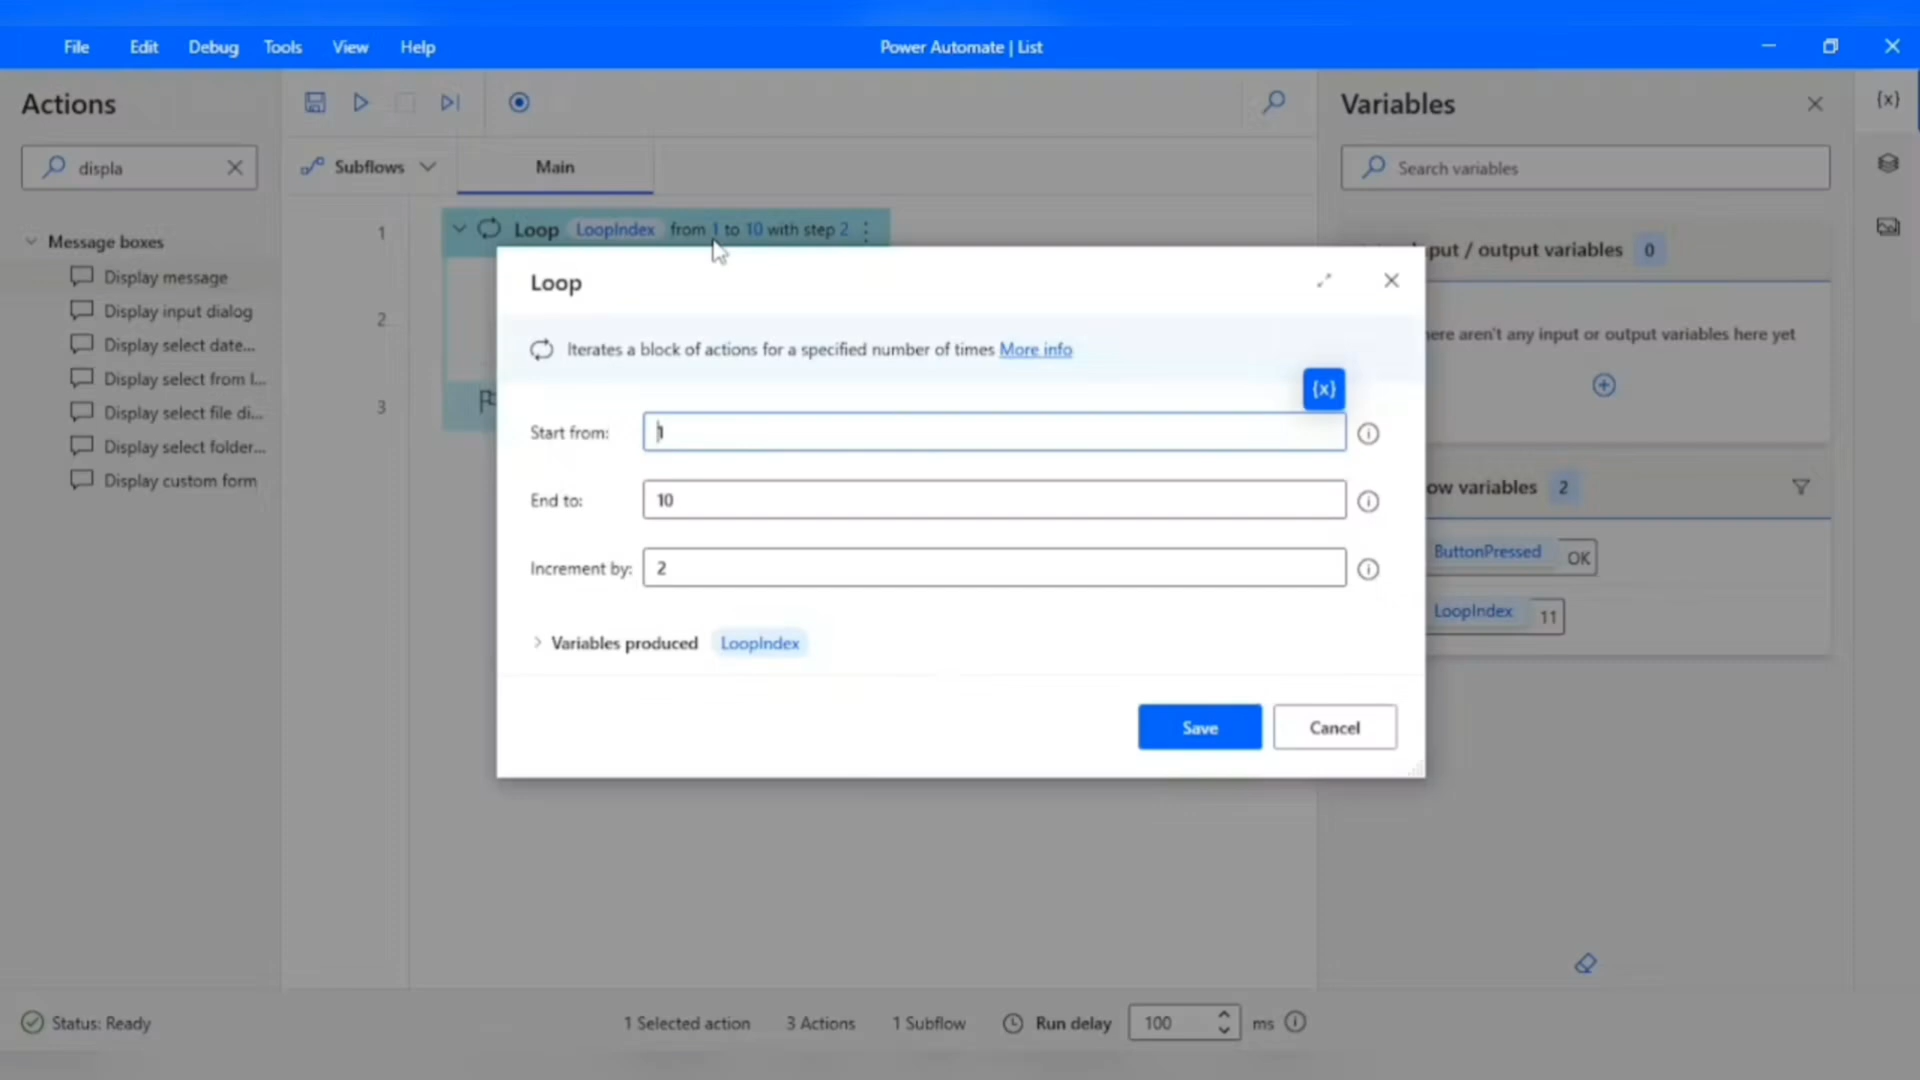 File Edit Debug Tools View Help Power Automate | List
Actions
displa
Message boxes
Display message
Display input dialog
Display select date...
Display select from l...
Display select file di...
Display select folder...
Display custom form
Subflows Main
1 Loop LoopIndex from 1 to 10 with step 2
2
3
Loop
Iterates a block of actions for a specified number of times More info
{x}
Start from: 1
End to: 10
Increment by: 2
Variables produced LoopIndex
Save Cancel
Variables {x}
Search variables
put / output variables 0
ere aren't any input or output variables here yet
ow variables 2
ButtonPressed OK
LoopIndex 11
Status: Ready 1 Selected action 3 Actions 1 Subflow Run delay 100 ms